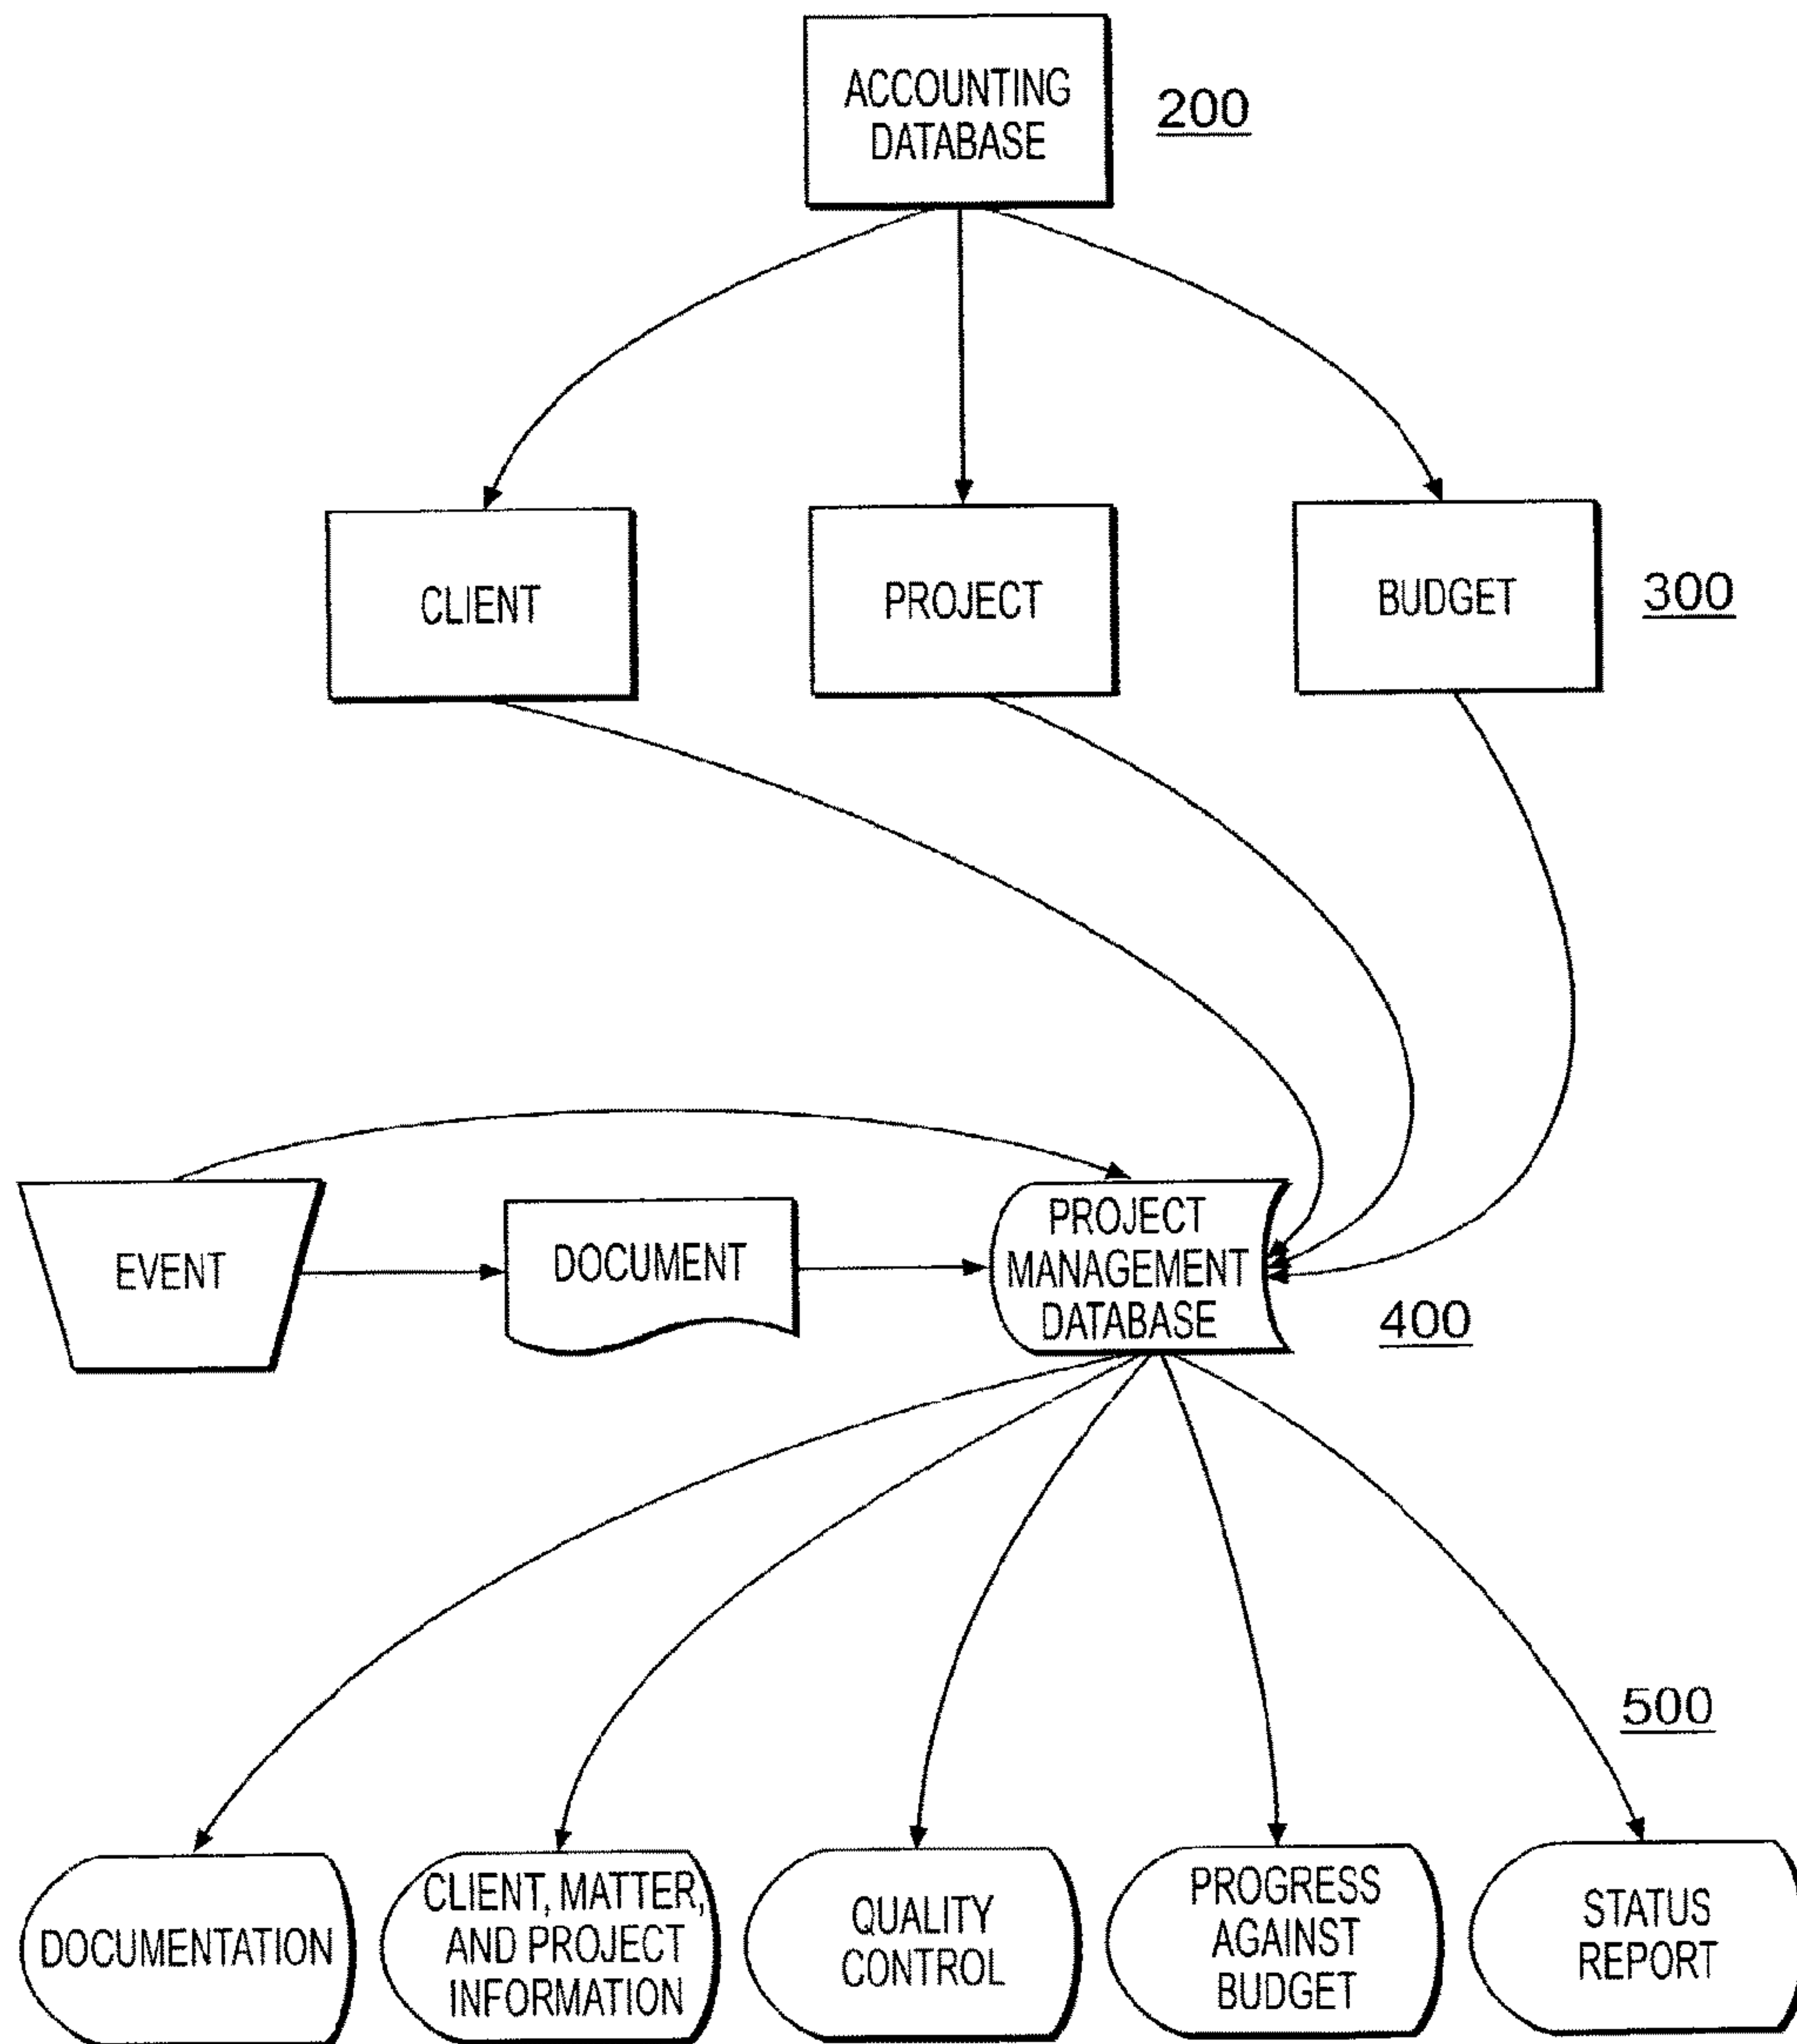 ACCOUNTING
DATABASE
200
CLIENT
PROJECT
BUDGET
300
EVENT
DOCUMENT
PROJECT
MANAGEMENT
DATABASE
400
500
DOCUMENTATION
CLIENT, MATTER,
AND PROJECT
INFORMATION
QUALITY
CONTROL
PROGRESS
AGAINST
BUDGET
STATUS
REPORT